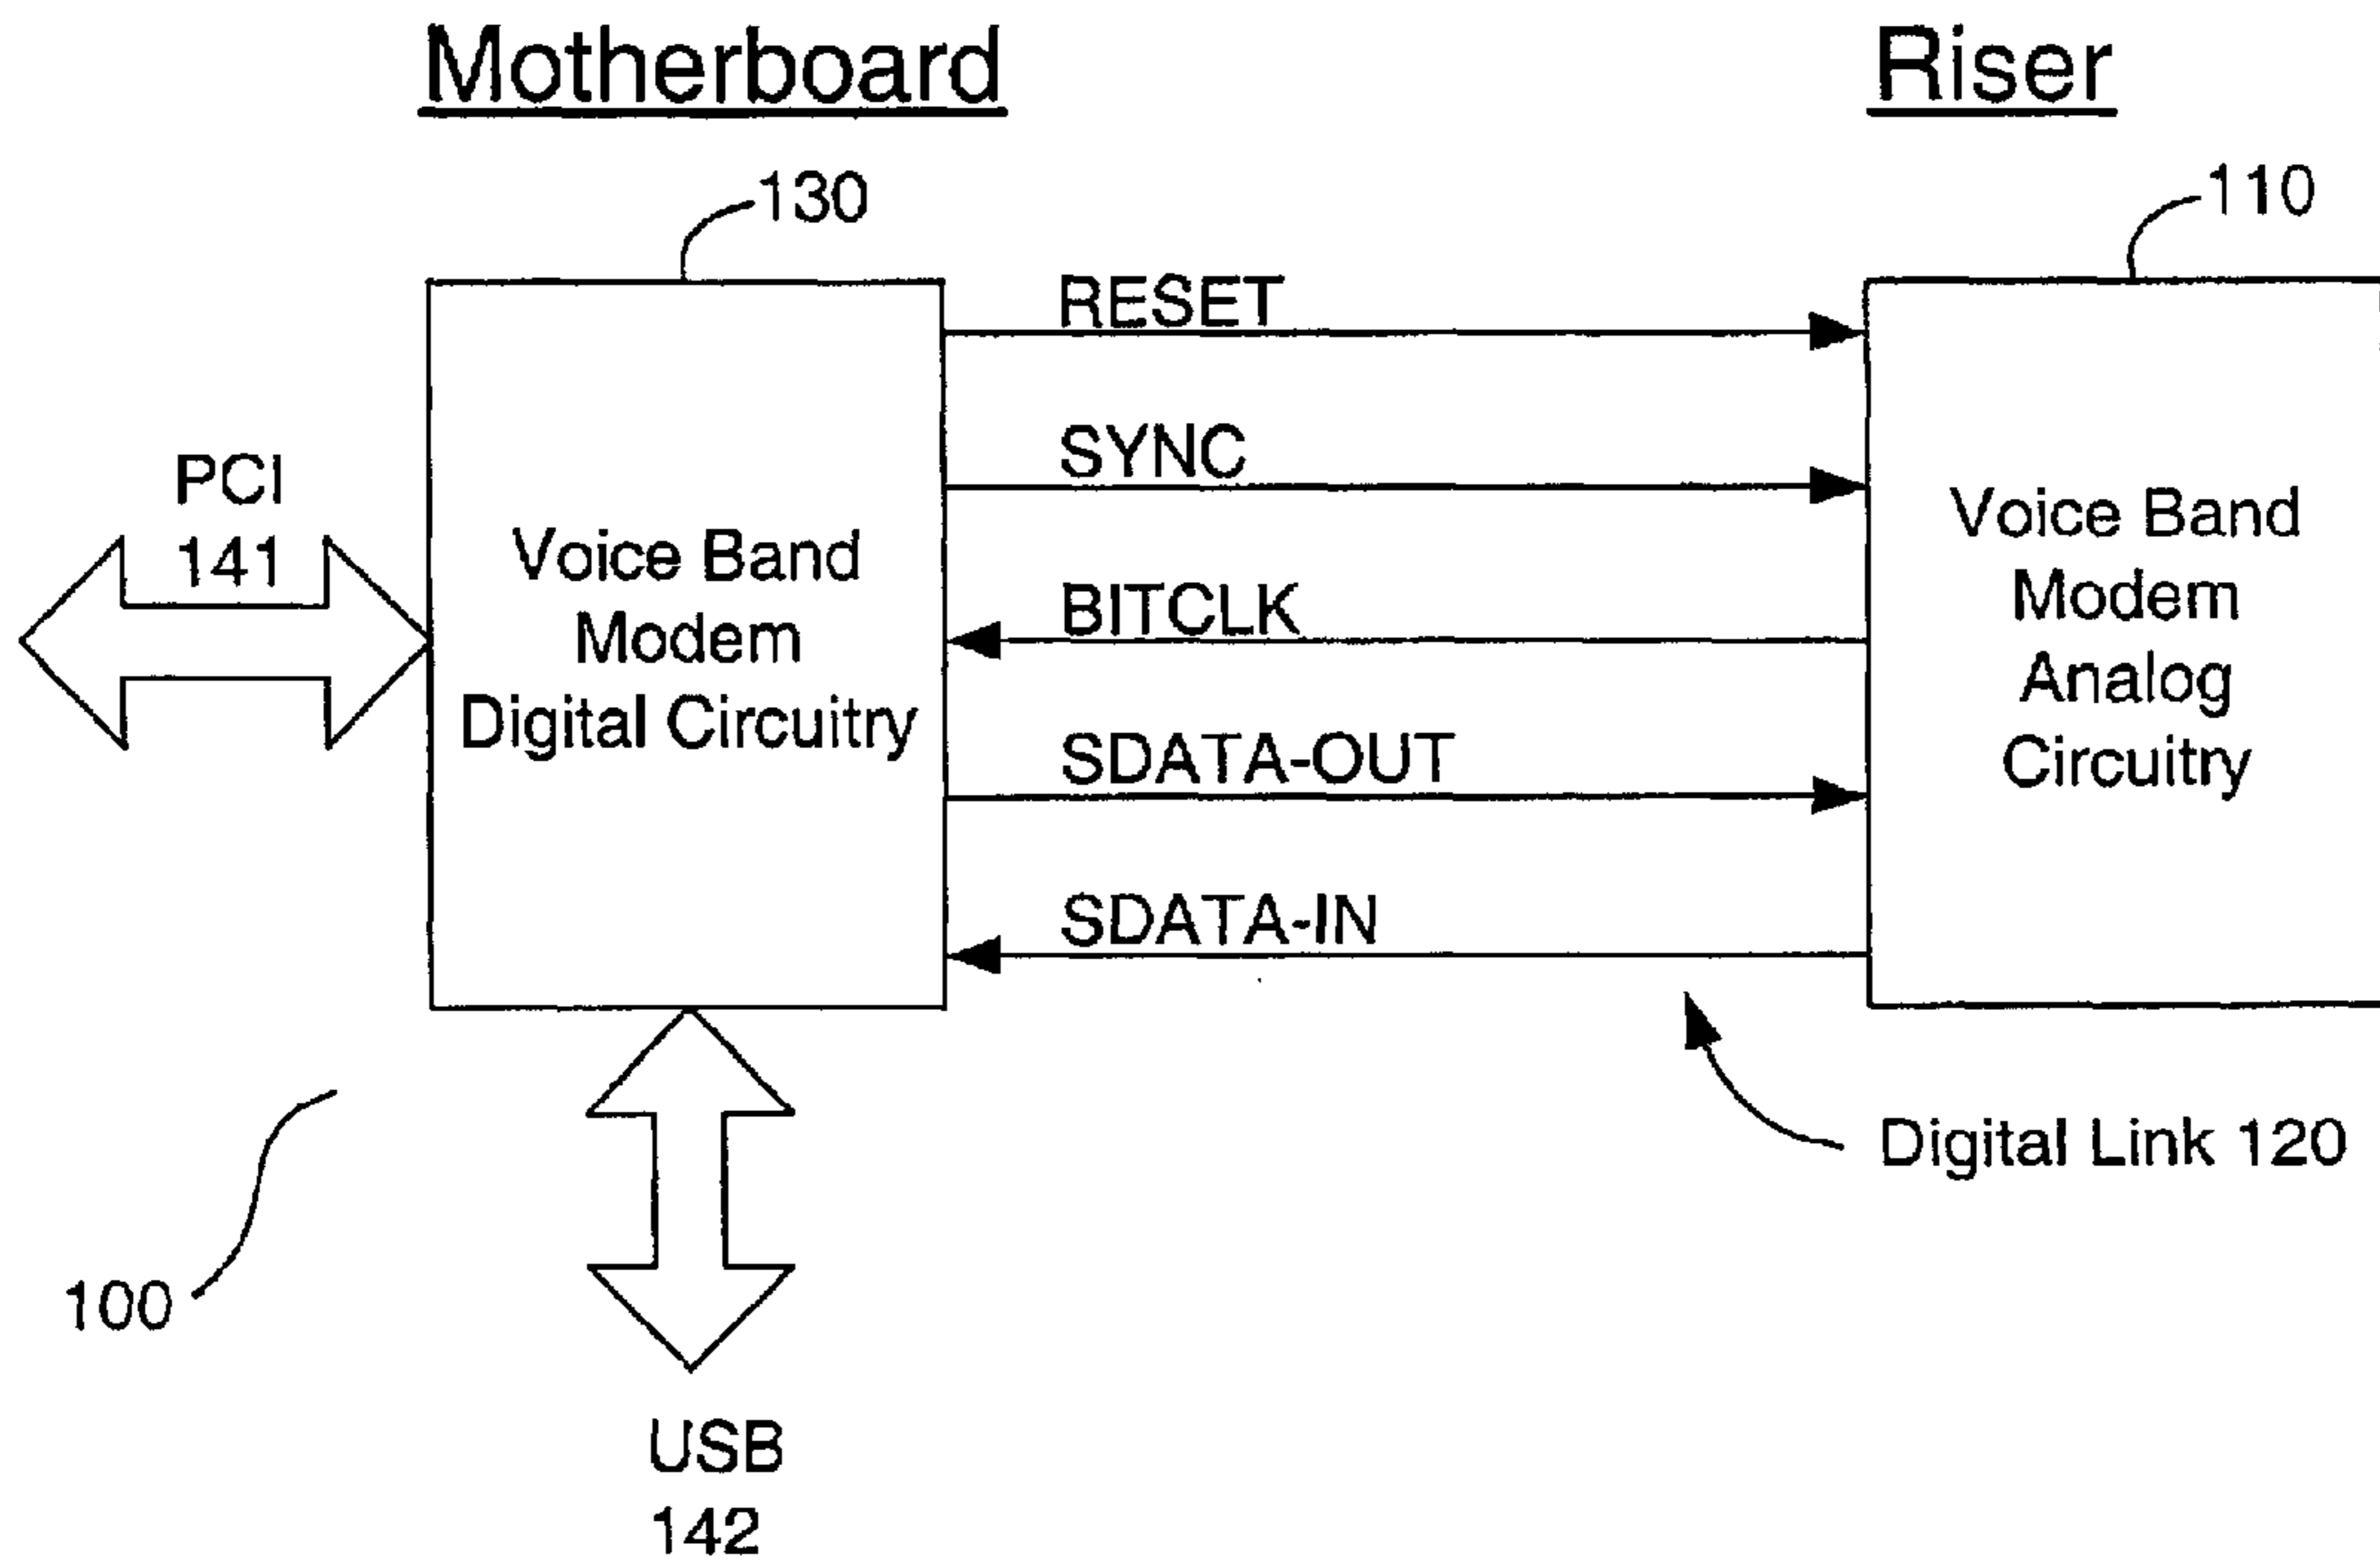 Motherboard
Riser
130
110
RESET
SYNC
BITCLK
SDATA-OUT
SDATA-IN
PCI
141
Voice Band
Modem
Digital Circuitry
Voice Band
Modem
Analog
Circuitry
Digital Link 120
100
USB
142